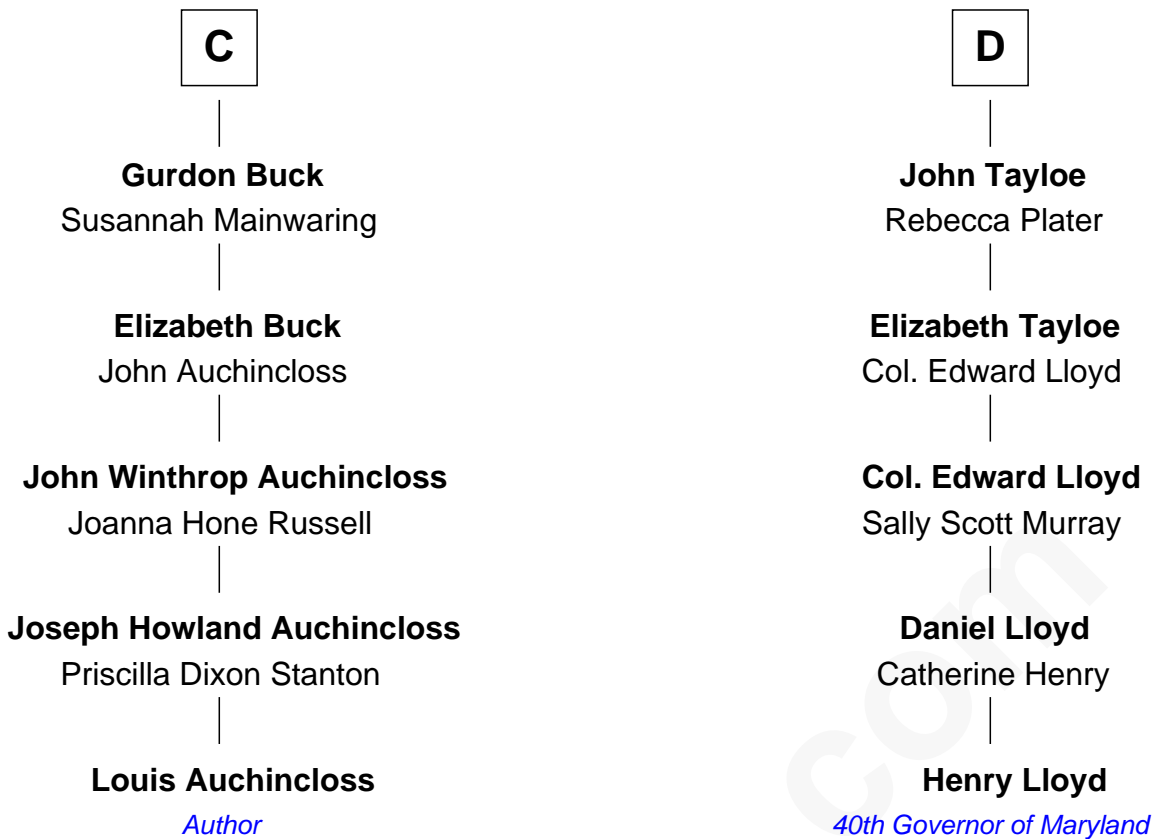 C
Gurdon Buck
Susannah Mainwaring
Elizabeth Buck
John Auchincloss
John Winthrop Auchincloss
Joanna Hone Russell
Joseph Howland Auchincloss
Priscilla Dixon Stanton
Louis Auchincloss
Author
D
John Tayloe
Rebecca Plater
Elizabeth Tayloe
Col. Edward Lloyd
Col. Edward Lloyd
Sally Scott Murray
Daniel Lloyd
Catherine Henry
Henry Lloyd
40th Governor of Maryland
com